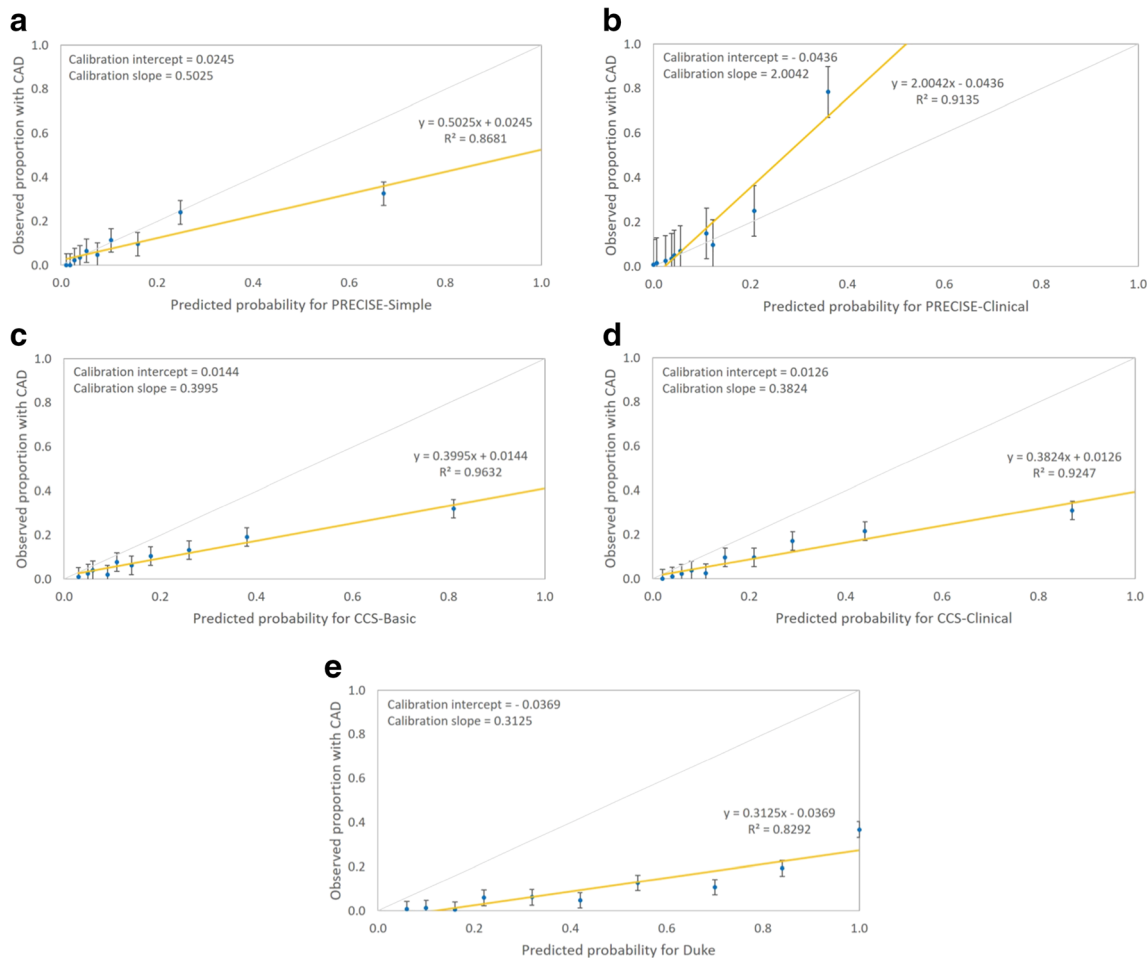 a
Calibration intercept = 0.0245
Calibration slope = 0.5025
y = 0.5025x + 0.0245
R² = 0.8681
Observed proportion with CAD
1.0
0.8
0.6
0.4
0.2
0.0
0.0 0.2 0.4 0.6 0.8 1.0
Predicted probability for PRECISE-Simple
b
Calibration intercept = - 0.0436
Calibration slope = 2.0042
y = 2.0042x - 0.0436
R² = 0.9135
Observed proportion with CAD
1.0
0.8
0.6
0.4
0.2
0.0
0.0 0.2 0.4 0.6 0.8 1.0
Predicted probability for PRECISE-Clinical
c
Calibration intercept = 0.0144
Calibration slope = 0.3995
y = 0.3995x + 0.0144
R² = 0.9632
Observed proportion with CAD
1.0
0.8
0.6
0.4
0.2
0.0
0.0 0.2 0.4 0.6 0.8 1.0
Predicted probability for CCS-Basic
d
Calibration intercept = 0.0126
Calibration slope = 0.3824
y = 0.3824x + 0.0126
R² = 0.9247
Observed proportion with CAD
1.0
0.8
0.6
0.4
0.2
0.0
0.0 0.2 0.4 0.6 0.8 1.0
Predicted probability for CCS-Clinical
e
Calibration intercept = - 0.0369
Calibration slope = 0.3125
y = 0.3125x - 0.0369
R² = 0.8292
Observed proportion with CAD
1.0
0.8
0.6
0.4
0.2
0.0
0.0 0.2 0.4 0.6 0.8 1.0
Predicted probability for Duke